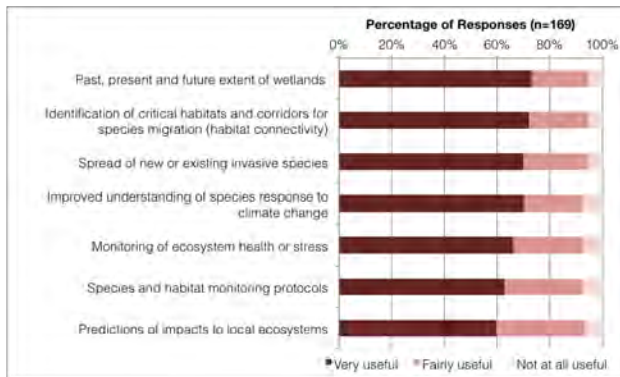 Percentage of Responses (n=169)
0% 20% 40% 60% 80% 100%
Past, present and future extent of wetlands
Identification of critical habitats and corridors for
species migration (habitat connectivity)
Spread of new or existing invasive species
Improved understanding of species response to
climate change
Monitoring of ecosystem health or stress
Species and habitat monitoring protocols
Predictions of impacts to local ecosystems
Very useful Fairly useful Not at all useful